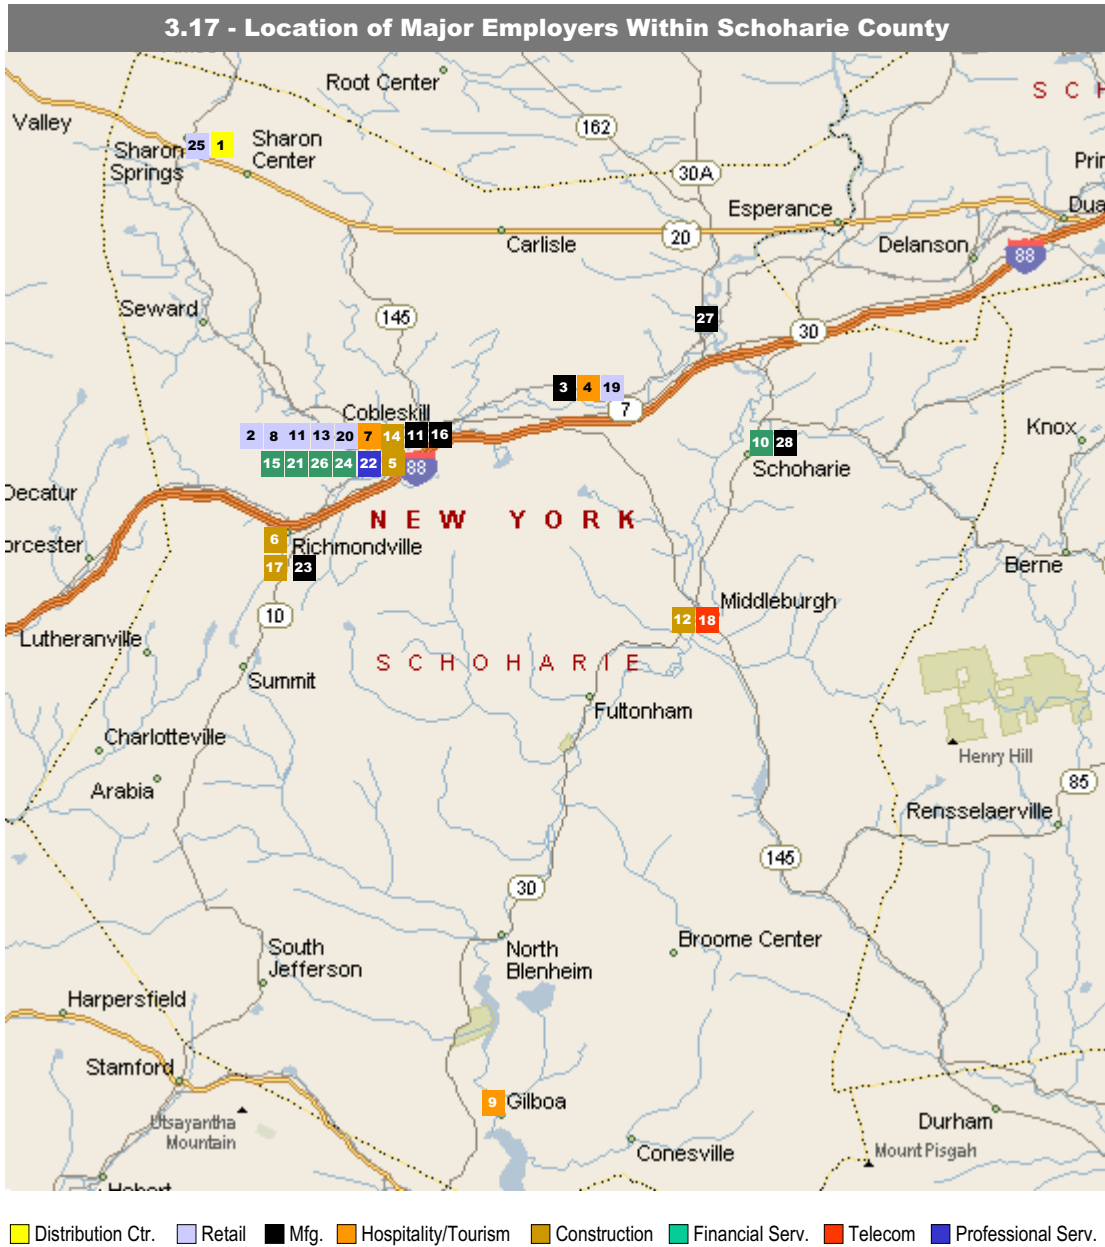 3.17 - Location of Major Employers Within Schoharie County
Root Center
S C H
Valley
162
25 1
Sharon
Center
Sharon
Springs
30A
Prin
Esperance
Dua
20
Carlisle
Delanson
88
Seward
145
27
30
3 4 19
7
Cobleskill
2 8 11 13 20 7 14 11 16
Knox
10 28
15 21 26 24 22 5
88
Schoharie
Decatur
NEW YORK
orcester
6
Richmondville
17 23
Berne
10
Middleburgh
12 18
Lutheranville
SCHOHARIE
Summit
Fultonham
Charlotteville
Henry Hill
Arabia
85
Rensselaerville
145
30
South
Jefferson
North
Blenheim
Broome Center
Harpersfield
Stamford
9 Gilboa
Utsayantha
Mountain
Durham
Conesville
Mount Pisgah
Hobart
Distribution Ctr. Retail Mfg. Hospitality/Tourism Construction Financial Serv. Telecom Professional Serv.